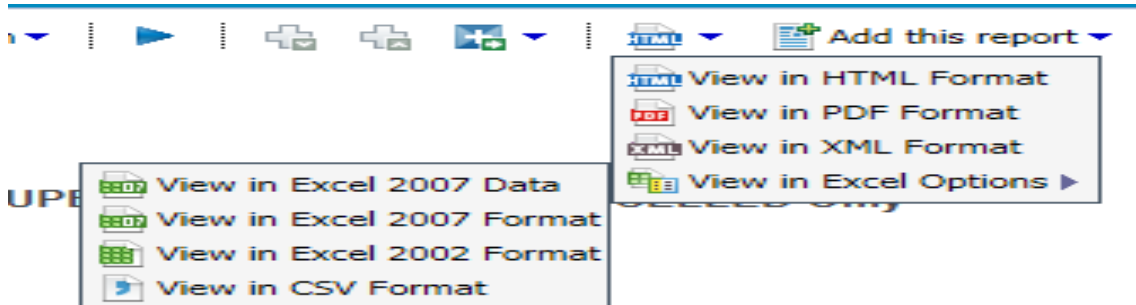 Add this report
View in HTML Format
View in PDF Format
View in XML Format
View in Excel Options
View in Excel 2007 Data
View in Excel 2007 Format
View in Excel 2002 Format
View in CSV Format